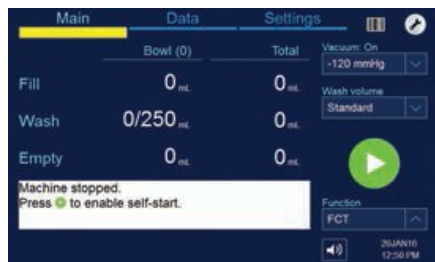 Main Data Settings
Bowl (0) Total Vacuum: On
-120 mmHg
Fill 0 mL 0 mL
Wash volume
Standard
Wash 0/250 mL 0 mL
Empty 0 mL 0 mL
Machine stopped.
Press to enable self-start.
Function
FCT
20JAN16
12:50 PM